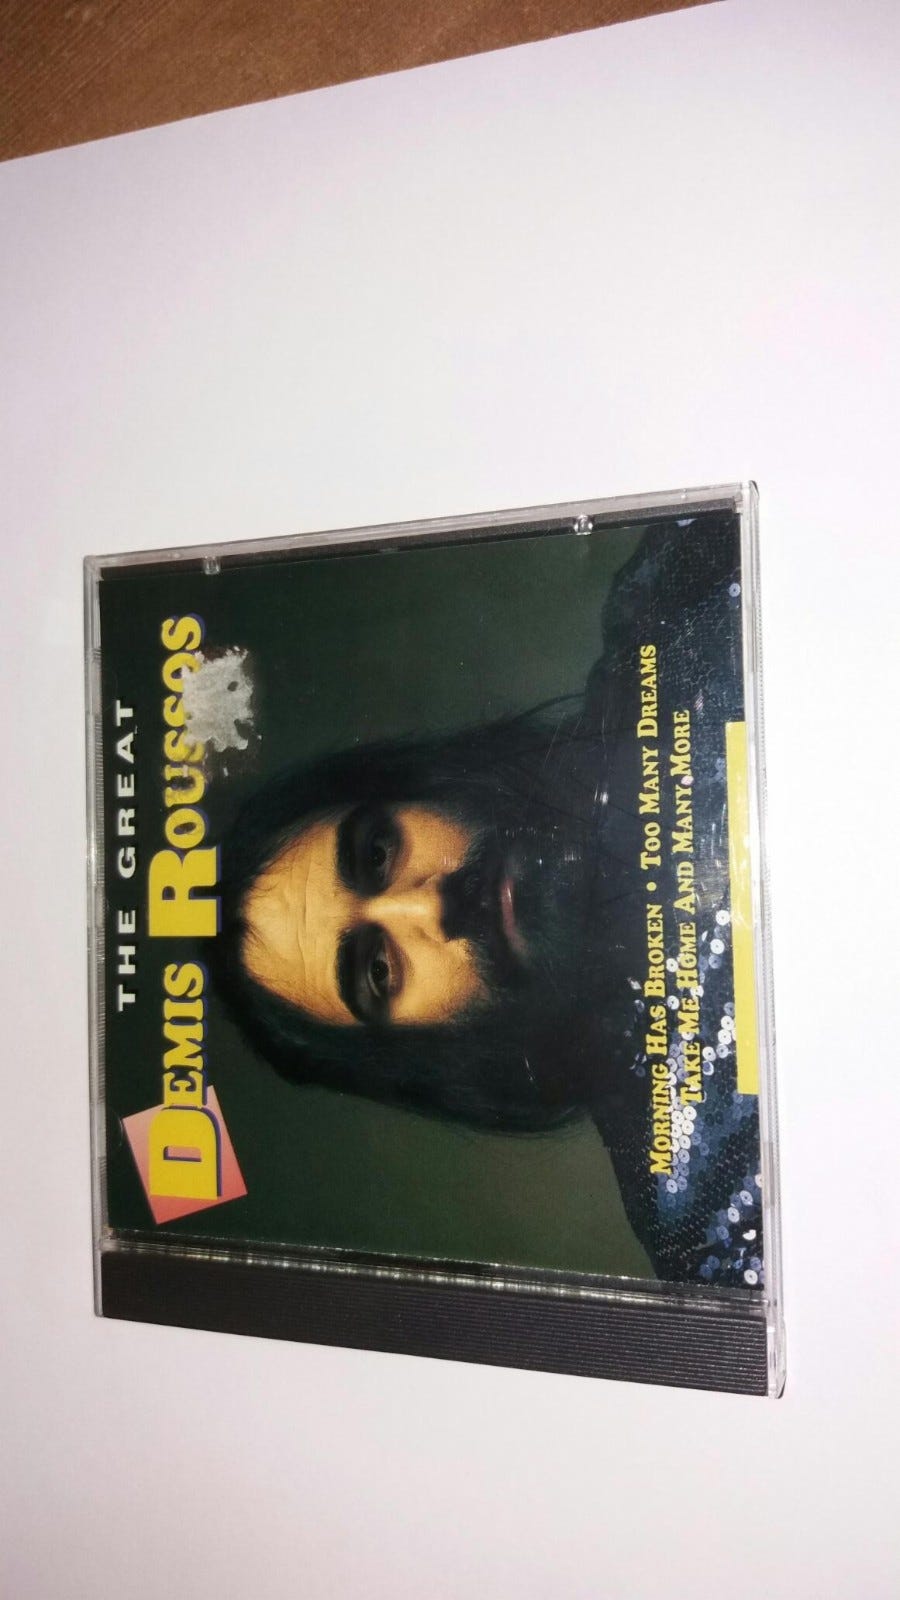 THE GREAT
DEMIS ROUSSOS
MORNING HAS BROKEN • TOO MANY DREAMS
TAKE ME HOME AND MANY MORE